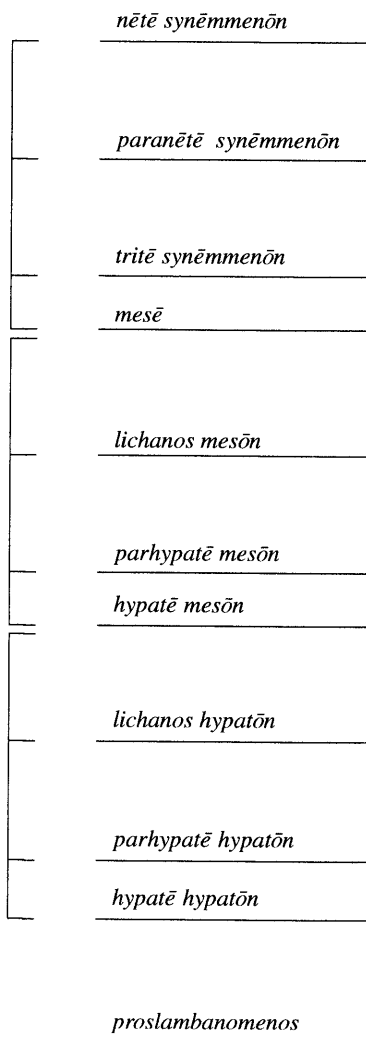 nētē synēmmenōn
paranētē synēmmenōn
tritē synēmmenōn
mesē
lichanos mesōn
parhypatē mesōn
hypatē mesōn
lichanos hypatōn
parhypatē hypatōn
hypatē hypatōn
proslambanomenos